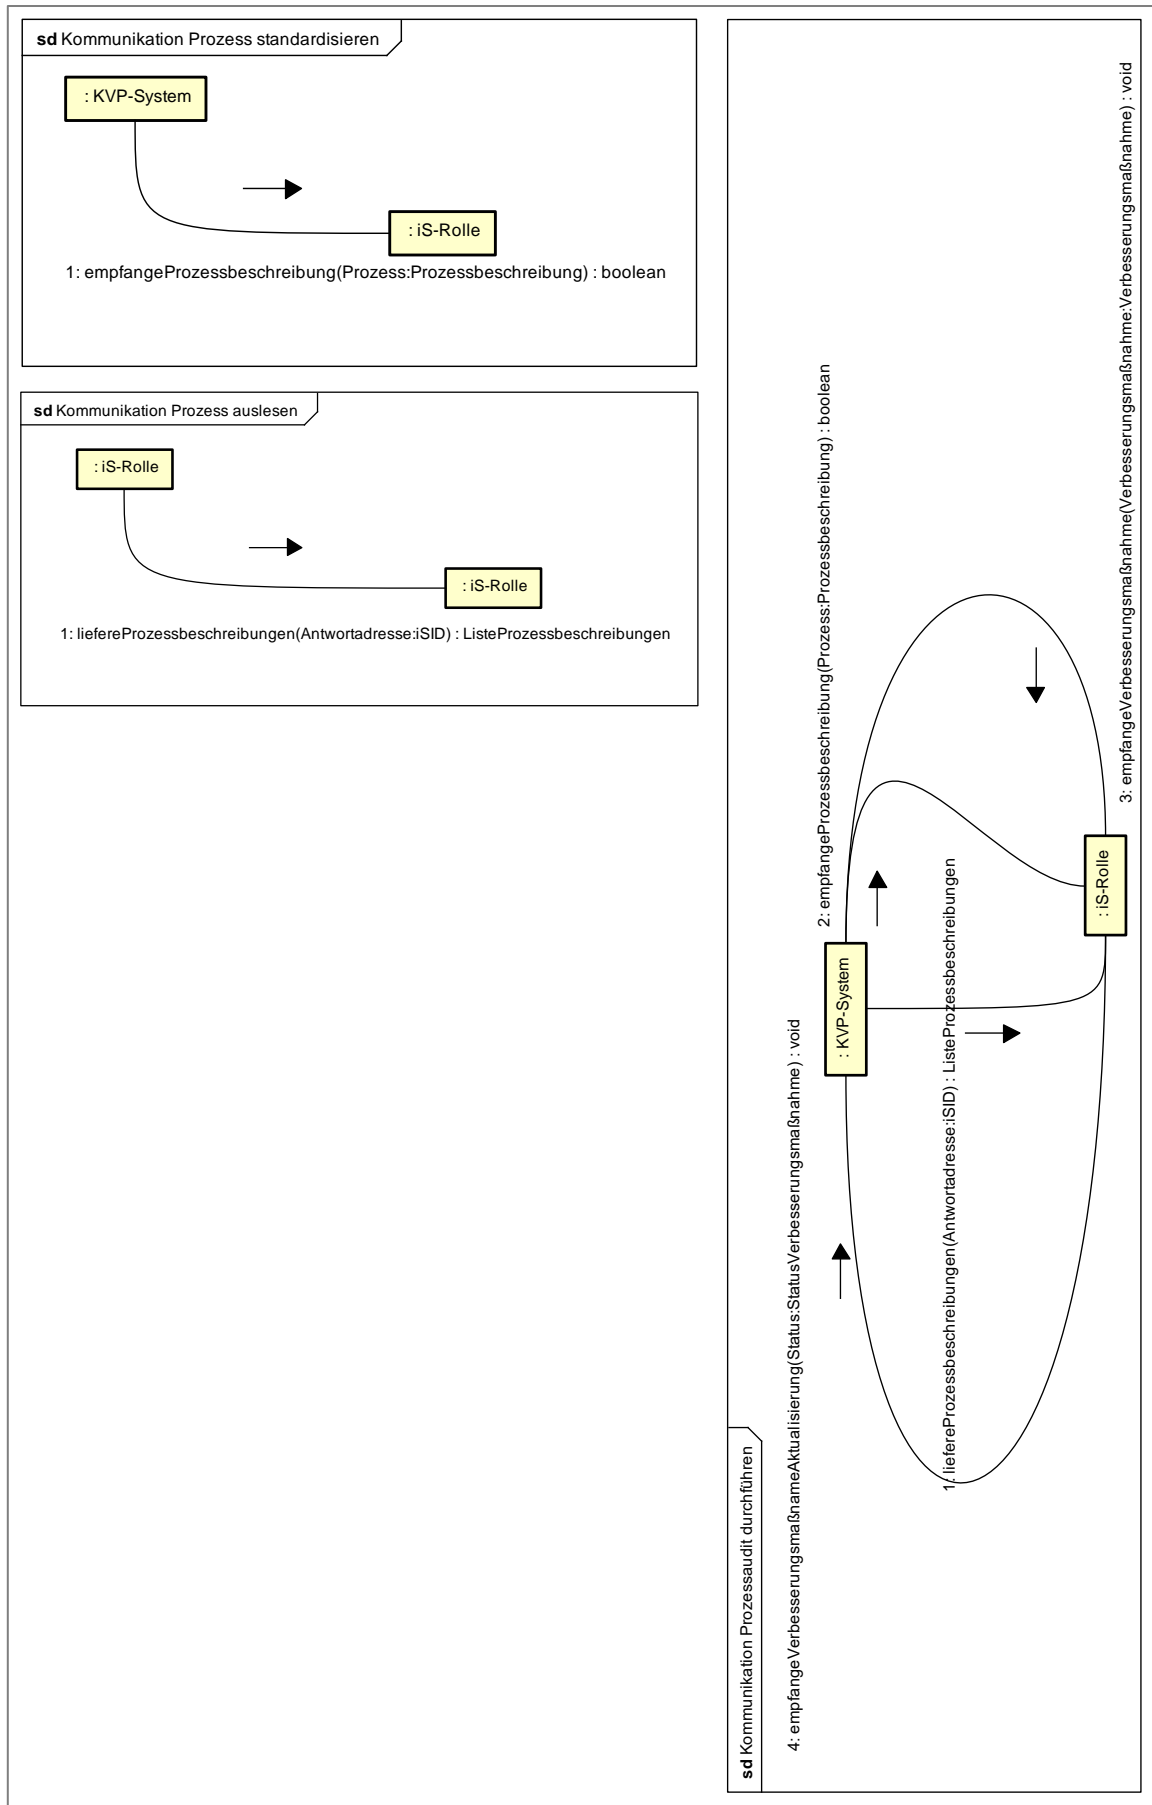 sd Kommunikation Prozess standardisieren
: KVP-System
: iS-Rolle
1: empfangeProzessbeschreibung(Prozess:Prozessbeschreibung) : boolean
sd Kommunikation Prozess auslesen
: iS-Rolle
: iS-Rolle
1: liefereProzessbeschreibungen(Antwortadresse:iSID) : ListeProzessbeschreibungen
sd Kommunikation Prozessaudit durchführen
4: empfangeVerbesserungsmaßnameAktualisierung(Status:StatusVerbesserungsmaßnahme) : void
2: empfangeProzessbeschreibung(Prozess:Prozessbeschreibung) : boolean
: KVP-System
1: liefereProzessbeschreibungen(Antwortadresse:iSID) : ListeProzessbeschreibungen
: iS-Rolle
3: empfangeVerbesserungsmaßnahme(Verbesserungsmaßnahme:Verbesserungsmaßnahme) : void